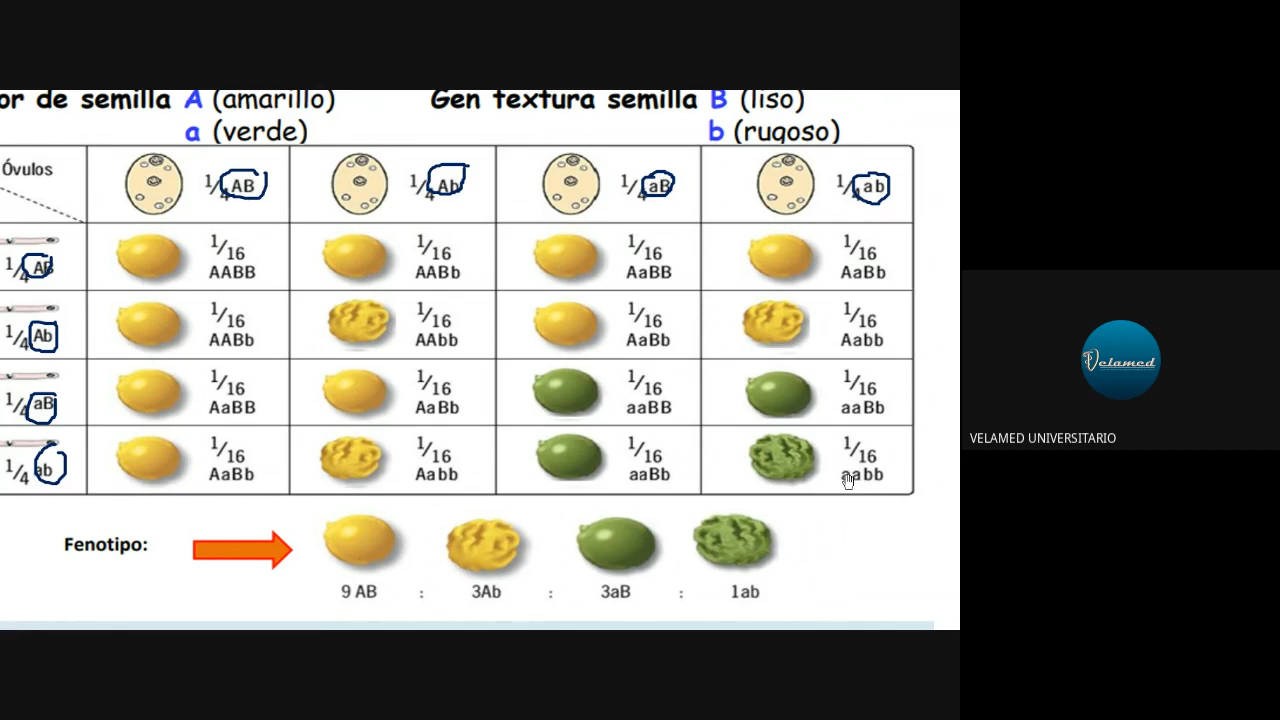 or de semilla A (amarillo) Gen textura semilla B (liso)
a (verde) b (rugoso)
Óvulos 1/4 AB 1/4 Ab 1/4 aB 1/4 ab
1/4 AB 1/16 AABB 1/16 AABb 1/16 AaBB 1/16 AaBb
1/4 Ab 1/16 AABb 1/16 AAbb 1/16 AaBb 1/16 Aabb
1/4 aB 1/16 AaBB 1/16 AaBb 1/16 aaBB 1/16 aaBb
1/4 ab 1/16 AaBb 1/16 Aabb 1/16 aaBb 1/16 aabb
Fenotipo:
9 AB : 3Ab : 3aB : 1ab
Velamed
VELAMED UNIVERSITARIO